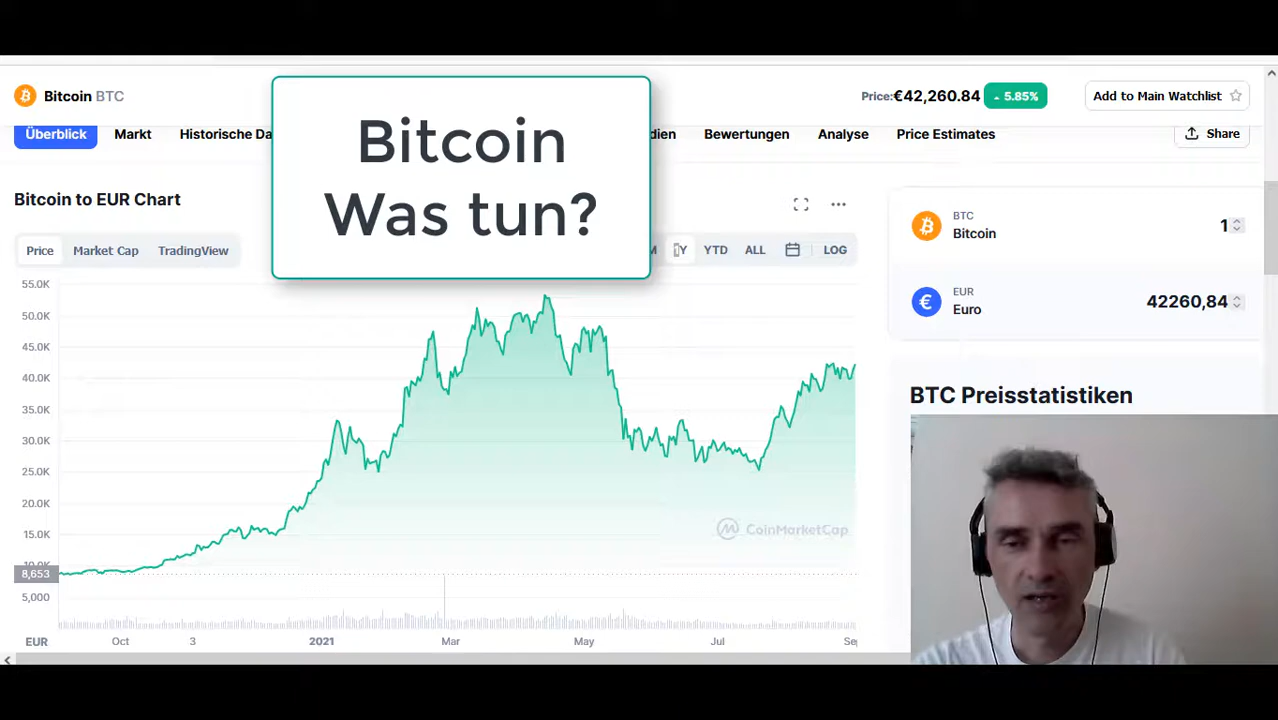 Bitcoin BTC
Price:€42,260.84 5.85%
Add to Main Watchlist
Überblick Markt Historische Da dien Bewertungen Analyse Price Estimates Share
Bitcoin
Was tun?
Bitcoin to EUR Chart
Price Market Cap TradingView
M Y YTD ALL LOG
BTC
Bitcoin
1
EUR
Euro
42260,84
BTC Preisstatistiken
55.0K
50.0K
45.0K
40.0K
35.0K
30.0K
25.0K
20.0K
15.0K
10.0K
8,653
5,000
CoinMarketCap
EUR Oct 3 2021 Mar May Jul Sep